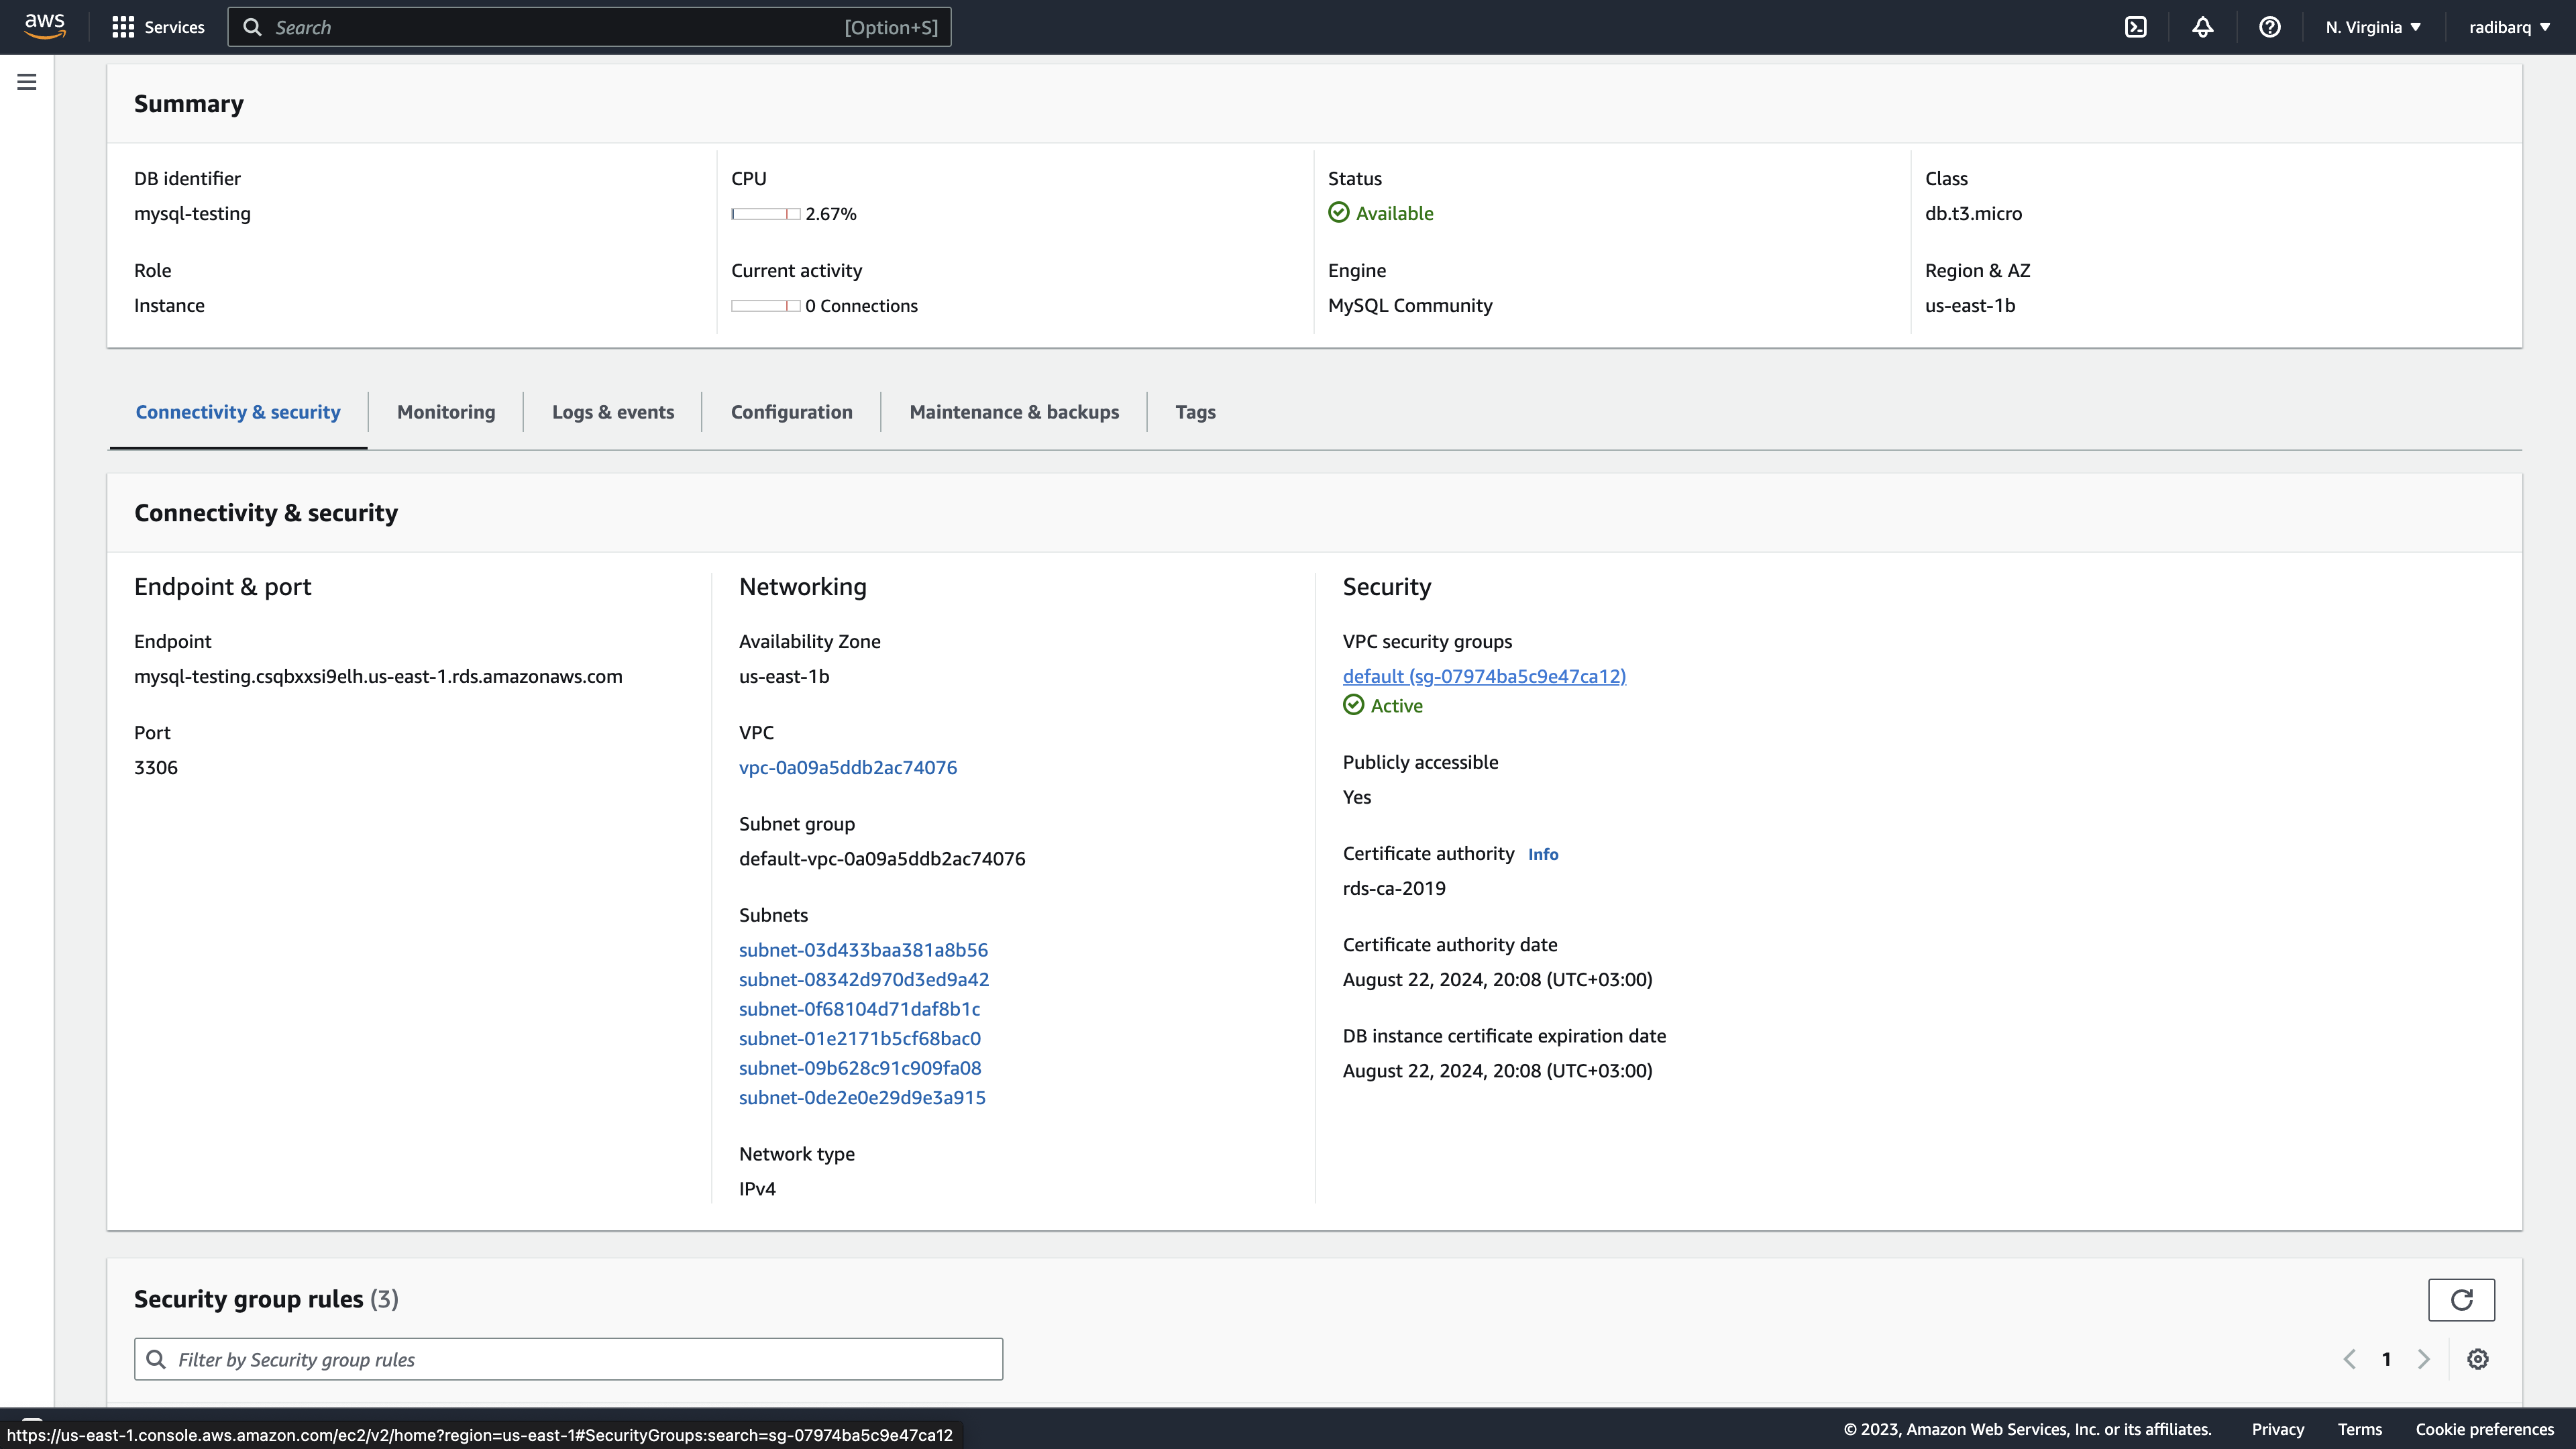 aws
Services
Search [Option+S]
N. Virginia
radibarq
Summary
DB identifier
mysql-testing
CPU
2.67%
Status
Available
Class
db.t3.micro
Role
Instance
Current activity
0 Connections
Engine
MySQL Community
Region & AZ
us-east-1b
Connectivity & security
Monitoring
Logs & events
Configuration
Maintenance & backups
Tags
Connectivity & security
Endpoint & port
Endpoint
mysql-testing.csqbxxsi9elh.us-east-1.rds.amazonaws.com
Port
3306
Networking
Availability Zone
us-east-1b
VPC
vpc-0a09a5ddb2ac74076
Subnet group
default-vpc-0a09a5ddb2ac74076
Subnets
subnet-03d433baa381a8b56
subnet-08342d970d3ed9a42
subnet-0f68104d71daf8b1c
subnet-01e2171b5cf68bac0
subnet-09b628c91c909fa08
subnet-0de2e0e29d9e3a915
Network type
IPv4
Security
VPC security groups
default (sg-07974ba5c9e47ca12)
Active
Publicly accessible
Yes
Certificate authority Info
rds-ca-2019
Certificate authority date
August 22, 2024, 20:08 (UTC+03:00)
DB instance certificate expiration date
August 22, 2024, 20:08 (UTC+03:00)
Security group rules (3)
Filter by Security group rules
1
https://us-east-1.console.aws.amazon.com/ec2/v2/home?region=us-east-1#SecurityGroups:search=sg-07974ba5c9e47ca12
© 2023, Amazon Web Services, Inc. or its affiliates.
Privacy
Terms
Cookie preferences